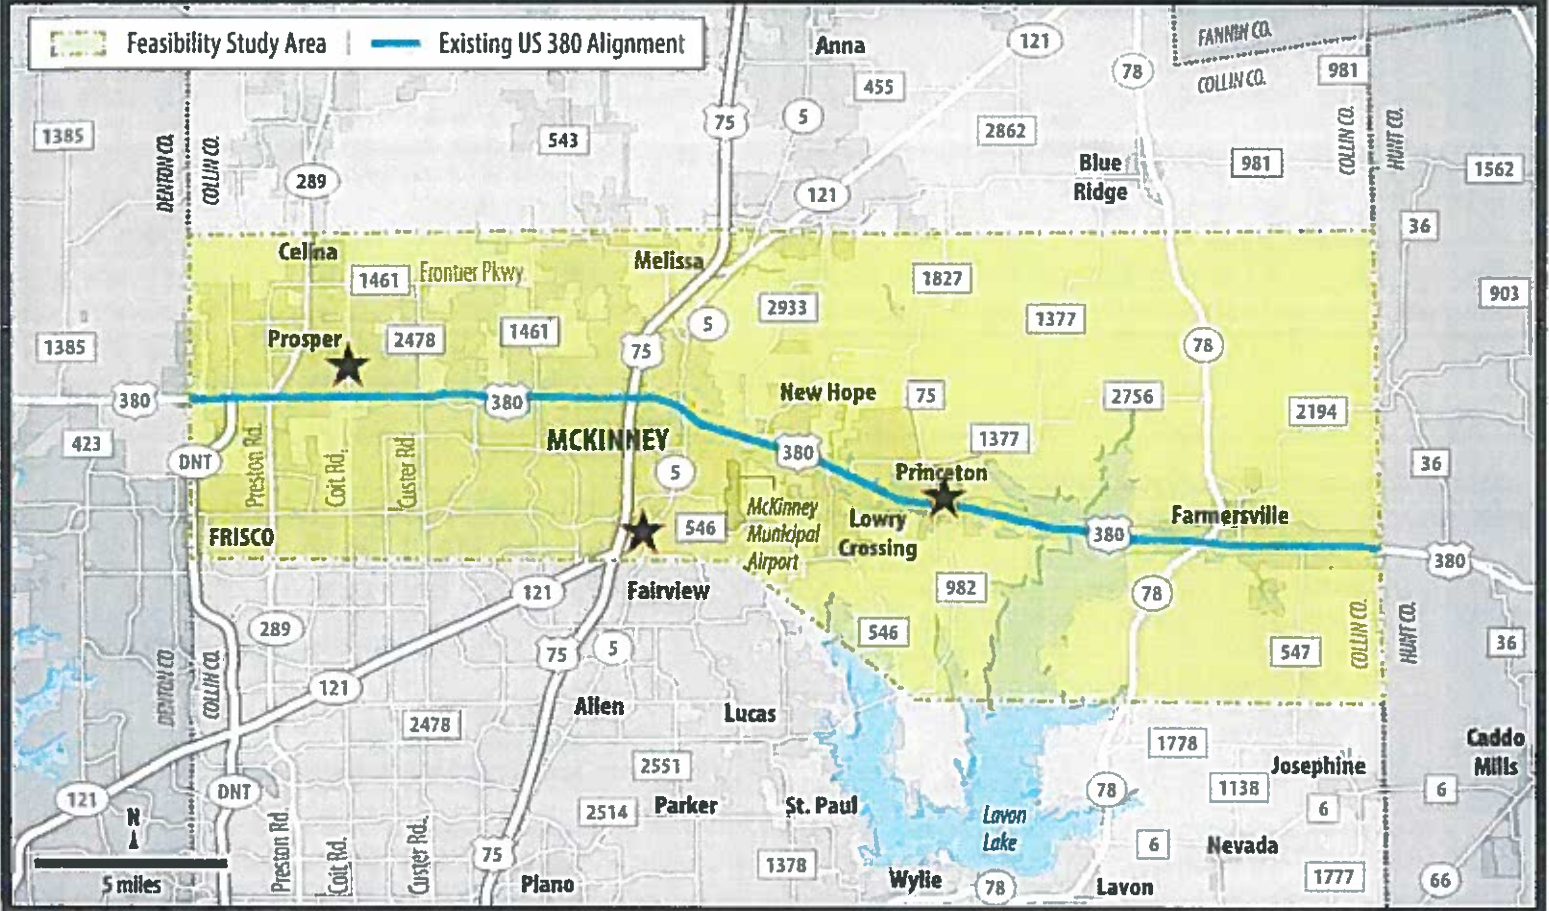 Feasibility Study Area | Existing US 380 Alignment
Anna
121
78
FANNIN CO.
COLLIN CO.
981
455
1385
543
75
5
2862
DENTON CO.
COLLIN CO.
COLLIN CO.
HUNT CO.
289
121
Blue
Ridge
981
1562
36
Celina
1461
Frontier Pkwy
Melissa
1827
903
2933
1377
5
Prosper
2478
1461
75
78
1385
380
380
New Hope
75
2756
2194
423
MCKINNEY
380
1377
DNT
Preston Rd.
Coit Rd.
Custer Rd.
5
Princeton
36
McKinney
Municipal
Airport
Lowry
Crossing
Farmersville
FRISCO
546
380
380
121
Fairview
982
78
289
546
COLLIN CO.
HUNT CO.
36
75
5
547
DENTON CO
COLLIN CO.
121
Allen
Lucas
2478
1778
Caddo
Mills
2551
Josephine
121
DNT
78
1138
6
N
2514
Parker
St. Paul
Lavon
Lake
6
Preston Rd.
Coit Rd.
Custer Rd.
75
6
Nevada
5 miles
Plano
1378
Wylie
78
Lavon
1777
66